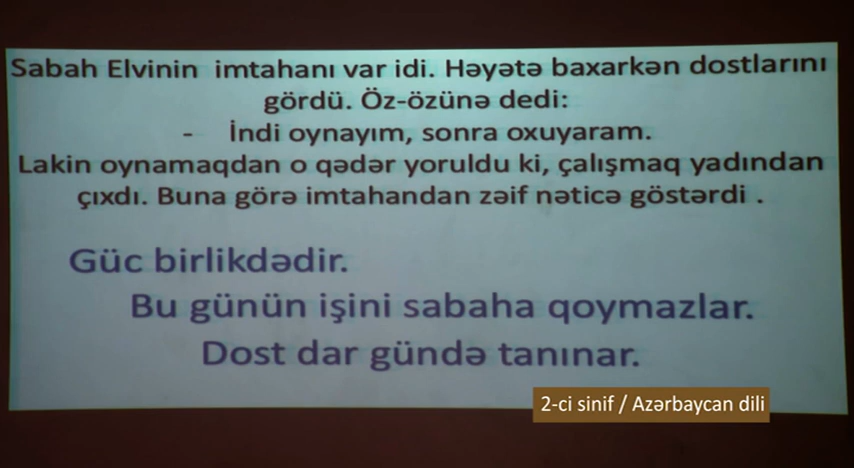 Sabah Elvinin imtahanı var idi. Həyətə baxarkən dostlarını
gördü. Öz-özünə dedi:
- İndi oynayım, sonra oxuyaram.
Lakin oynamaqdan o qədər yoruldu ki, çalışmaq yadından
çıxdı. Buna görə imtahandan zəif nəticə göstərdi .
Güc birlikdədir.
Bu günün işini sabaha qoymazlar.
Dost dar gündə tanınar.
2-ci sinif / Azərbaycan dili